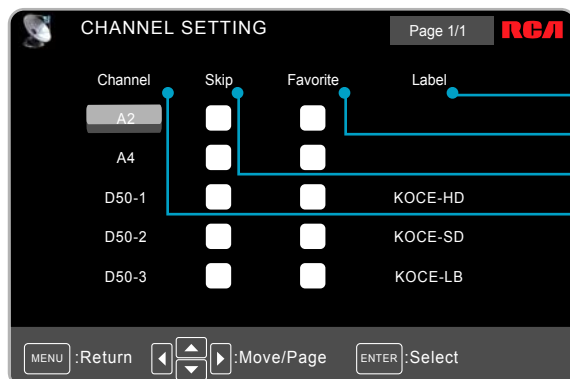 CHANNEL SETTING Page 1/1 RCA
Channel Skip Favorite Label
A2
A4
D50-1 KOCE-HD
D50-2 KOCE-SD
D50-3 KOCE-LB
MENU :Return :Move/Page ENTER :Select